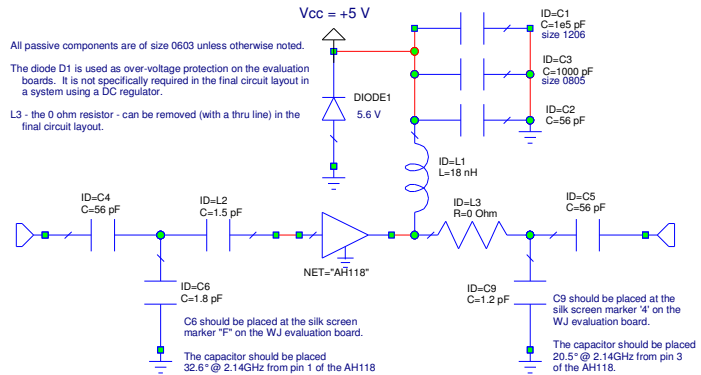 Vcc = +5 V
ID=C1
C=1e5 pF
size 1206
All passive components are of size 0603 unless otherwise noted.
The diode D1 is used as over-voltage protection on the evaluation
boards. It is not specifically required in the final circuit layout in
a system using a DC regulator.
L3 - the 0 ohm resistor - can be removed (with a thru line) in the
final circuit layout.
ID=C3
C=1000 pF
size 0805
DIODE1
5.6 V
ID=C2
C=56 pF
ID=L1
L=18 nH
ID=C4
C=56 pF
ID=L2
C=1.5 pF
ID=L3
R=0 Ohm
ID=C5
C=56 pF
NET="AH118"
ID=C6
C=1.8 pF
ID=C9
C=1.2 pF
C6 should be placed at the silk screen
marker "F" on the WJ evaluation board.
The capacitor should be placed
32.6° @ 2.14GHz from pin 1 of the AH118
C9 should be placed at the
silk screen marker '4' on the
WJ evaluation board.
The capacitor should be placed
20.5° @ 2.14GHz from pin 3
of the AH118.